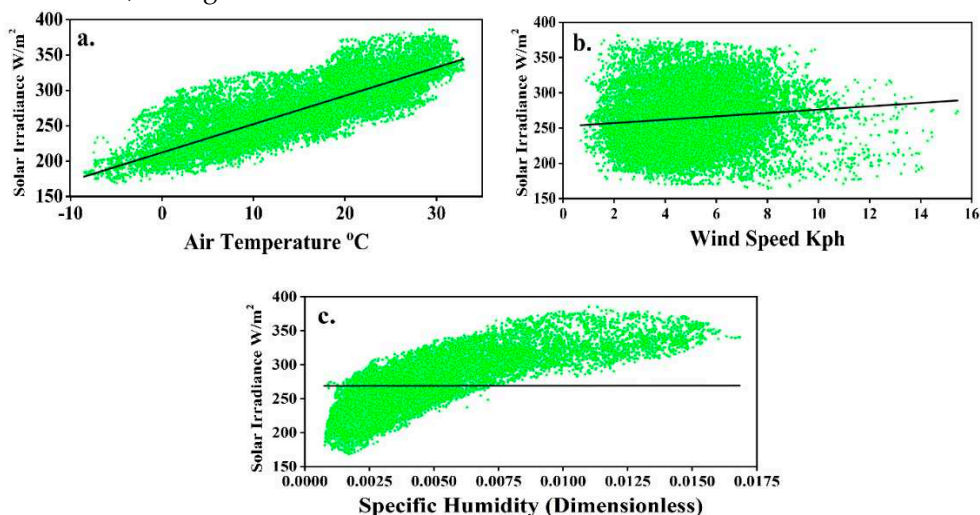 400
350
300
250
200
150
Solar Irradiance W/m²
a.
-10 0 10 20 30
Air Temperature ⁰C
400
350
300
250
200
150
Solar Irradiance W/m²
b.
0 2 4 6 8 10 12 14 16
Wind Speed Kph
400
350
300
250
200
150
Solar Irradiance W/m²
c.
0.0000 0.0025 0.0050 0.0075 0.0100 0.0125 0.0150 0.0175
Specific Humidity (Dimensionless)